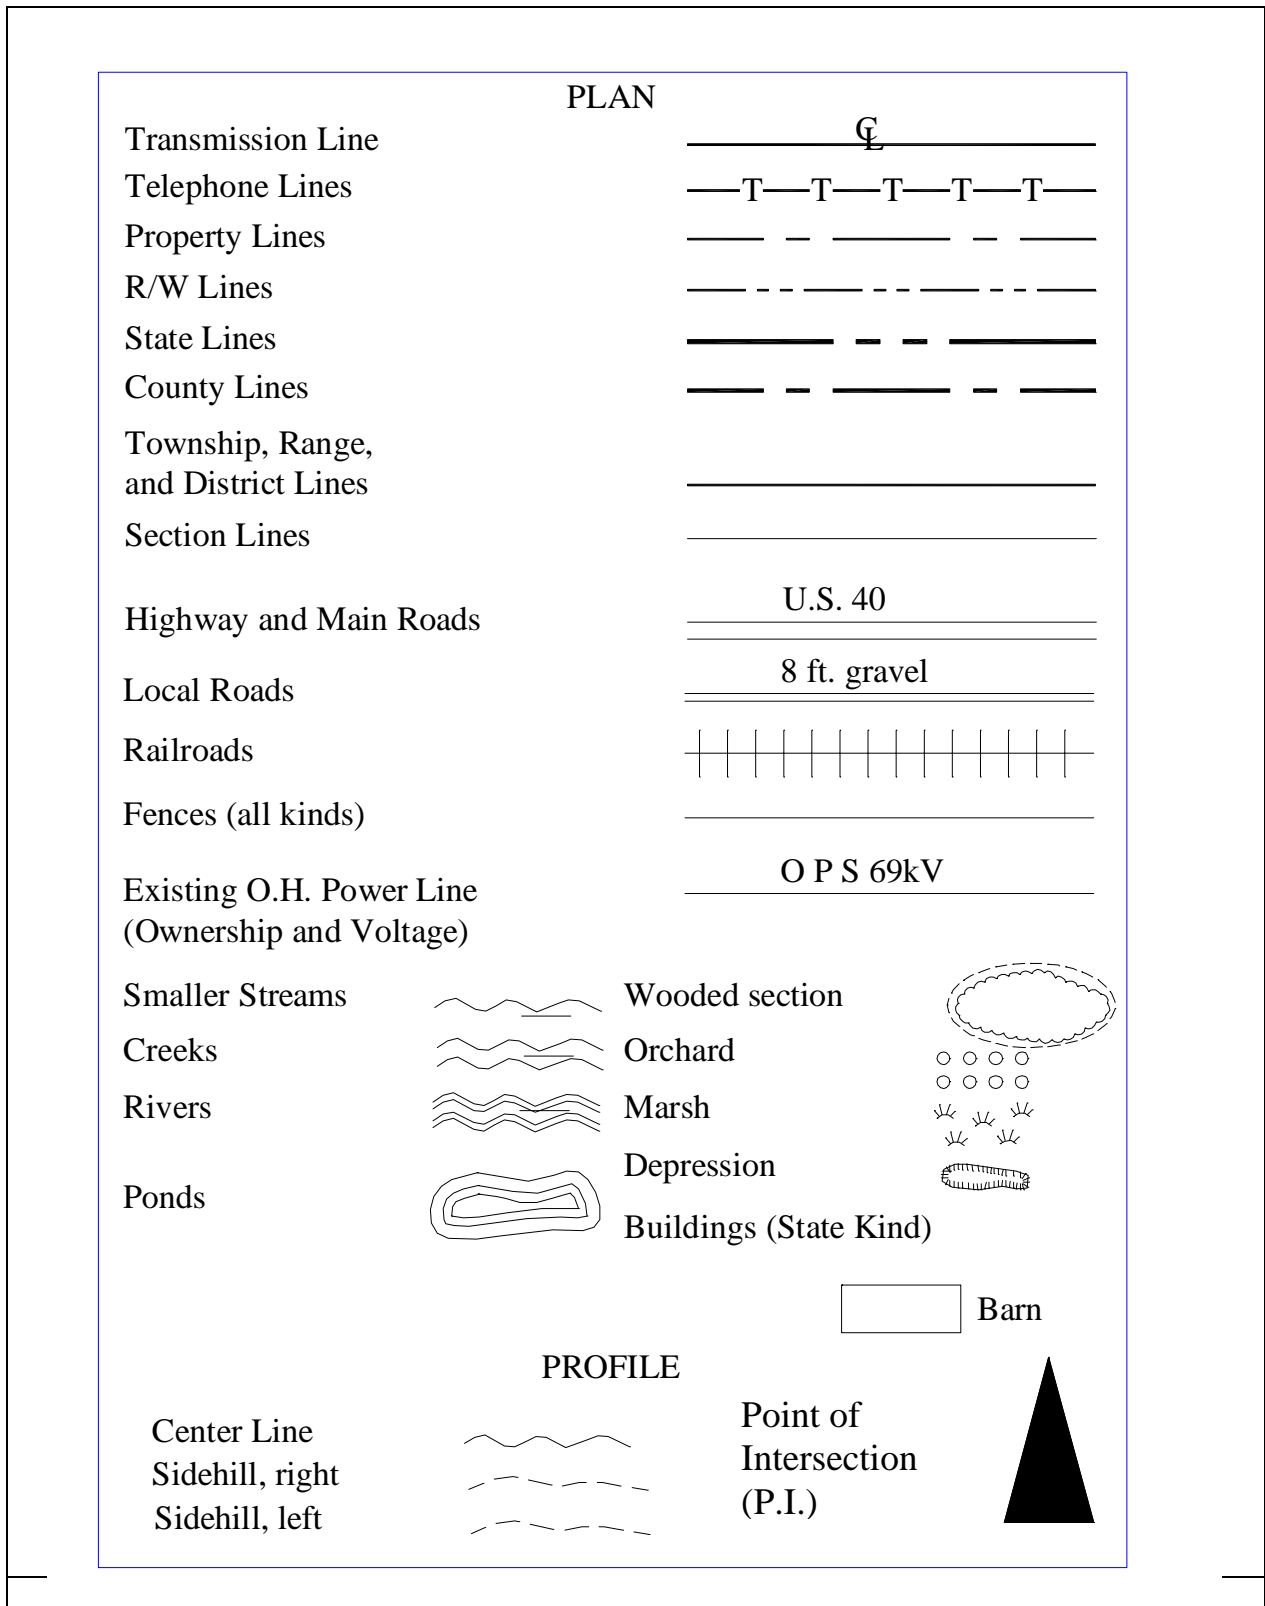 PLAN
Transmission Line ℄
Telephone Lines T T T T T
Property Lines
R/W Lines
State Lines
County Lines
Township, Range,
and District Lines
Section Lines
U.S. 40
Highway and Main Roads
8 ft. gravel
Local Roads
Railroads
Fences (all kinds)
O P S 69kV
Existing O.H. Power Line
(Ownership and Voltage)
Smaller Streams
Creeks
Rivers
Ponds
Wooded section
Orchard
Marsh
Depression
Buildings (State Kind)
Barn
PROFILE
Center Line
Sidehill, right
Sidehill, left
Point of
Intersection
(P.I.)